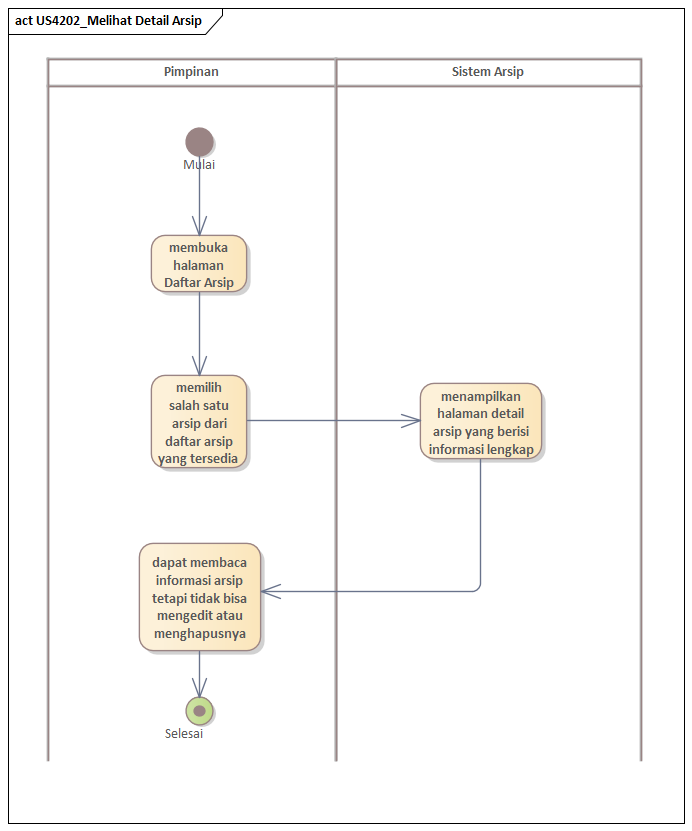 act US4202_Melihat Detail Arsip
Pimpinan
Sistem Arsip
Mulai
membuka
halaman
Daftar Arsip
memilih
salah satu
arsip dari
daftar arsip
yang tersedia
menampilkan
halaman detail
arsip yang berisi
informasi lengkap
dapat membaca
informasi arsip
tetapi tidak bisa
mengedit atau
menghapusnya
Selesai